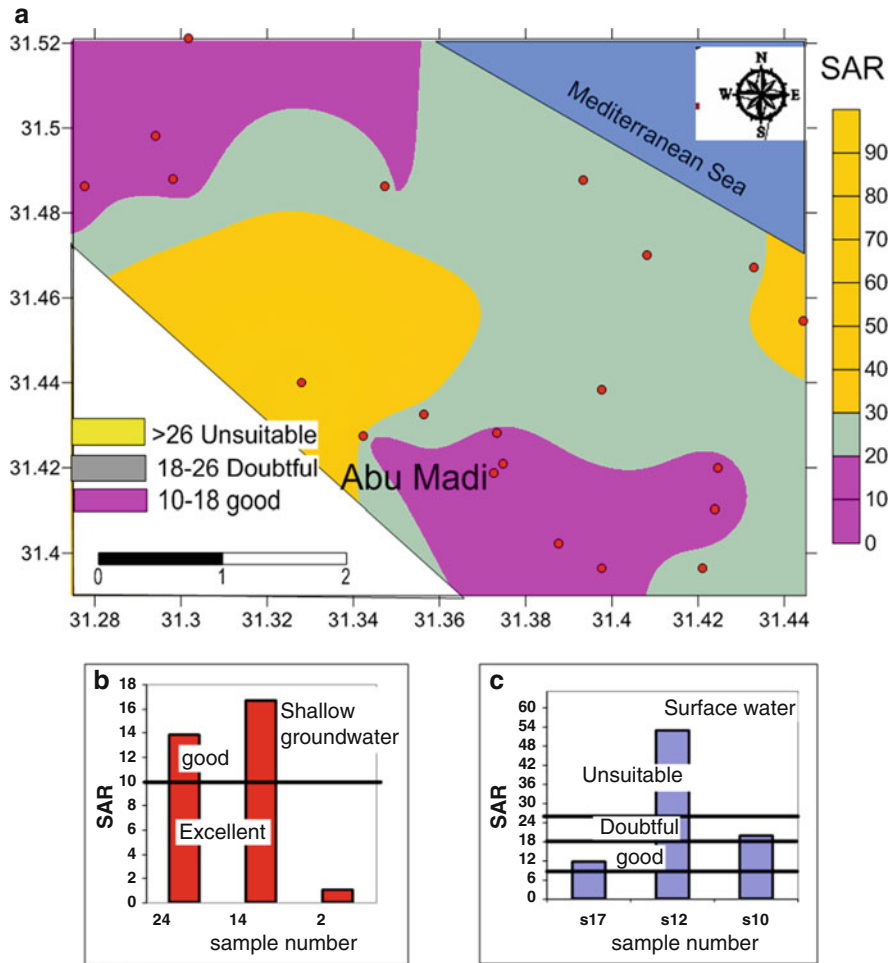 a
31.52
31.5
31.48
31.46
31.44
31.42
31.4
31.28
31.3
31.32
31.34
31.36
31.38
31.4
31.42
31.44
Mediterranean Sea
N
W E
S
SAR
90
80
70
60
50
40
30
20
10
0
>26 Unsuitable
18-26 Doubtful
10-18 good
Abu Madi
0 1 2
b
18
16
14
12
10
8
6
4
2
0
SAR
Shallow
groundwater
good
Excellent
24 14 2
sample number
c
60
54
48
42
36
30
24
18
12
6
0
SAR
Surface water
Unsuitable
Doubtful
good
s17 s12 s10
sample number